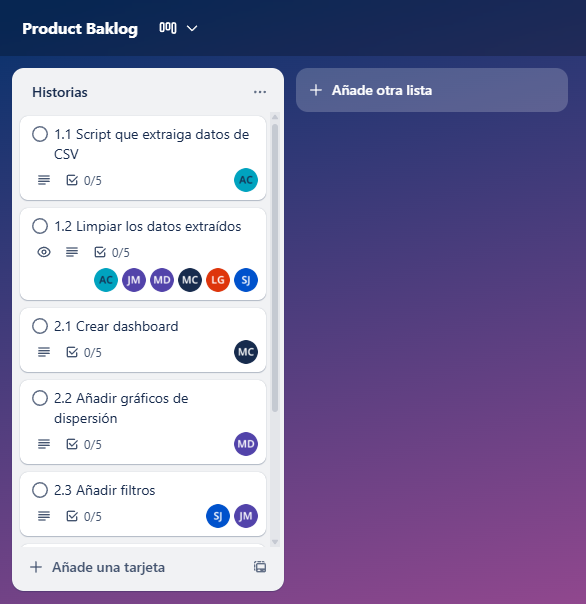 Product Baklog
Historias
Añade otra lista
1.1 Script que extraiga datos de
CSV
0/5
AC
1.2 Limpiar los datos extraídos
0/5
AC JM MD MC LG SJ
2.1 Crear dashboard
0/5
MC
2.2 Añadir gráficos de
dispersión
0/5
MD
2.3 Añadir filtros
0/5
SJ JM
Añade una tarjeta